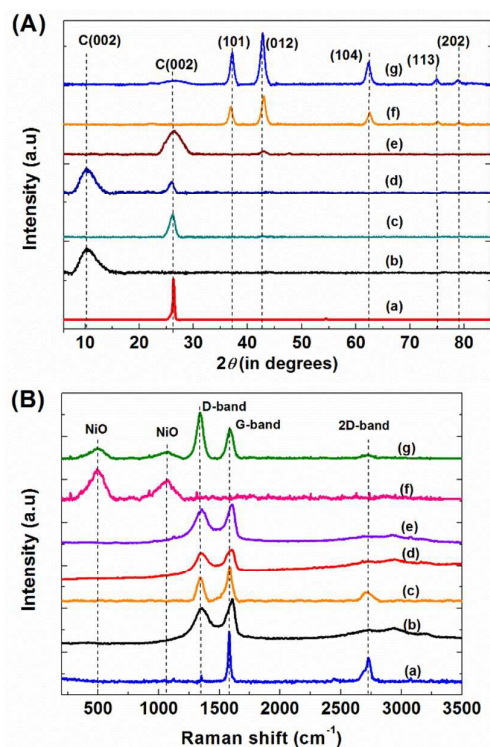 (A)
C(002)
C(002)
(101)
(012)
(104)
(113)
(202)
(g)
(f)
(e)
(d)
(c)
(b)
(a)
Intensity (a.u)
10 20 30 40 50 60 70 80
2θ (in degrees)
(B)
NiO
NiO
D-band
G-band
2D-band
(g)
(f)
(e)
(d)
(c)
(b)
(a)
Intensity (a.u)
500 1000 1500 2000 2500 3000 3500
Raman shift (cm-1)